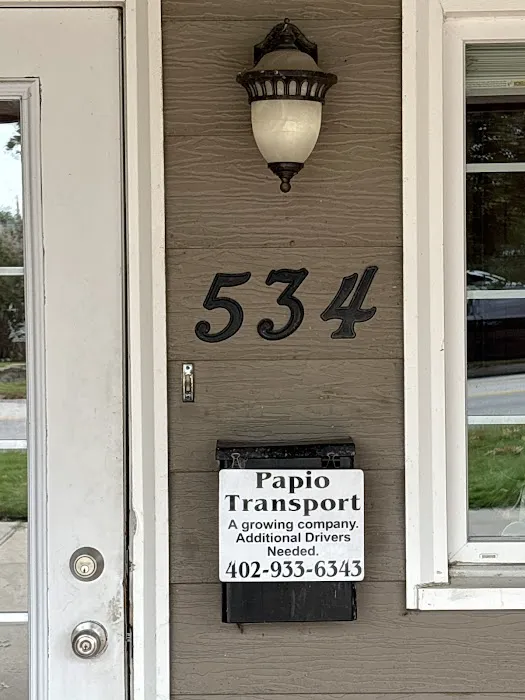 534
Papio
Transport
A growing company.
Additional Drivers
Needed.
402-933-6343